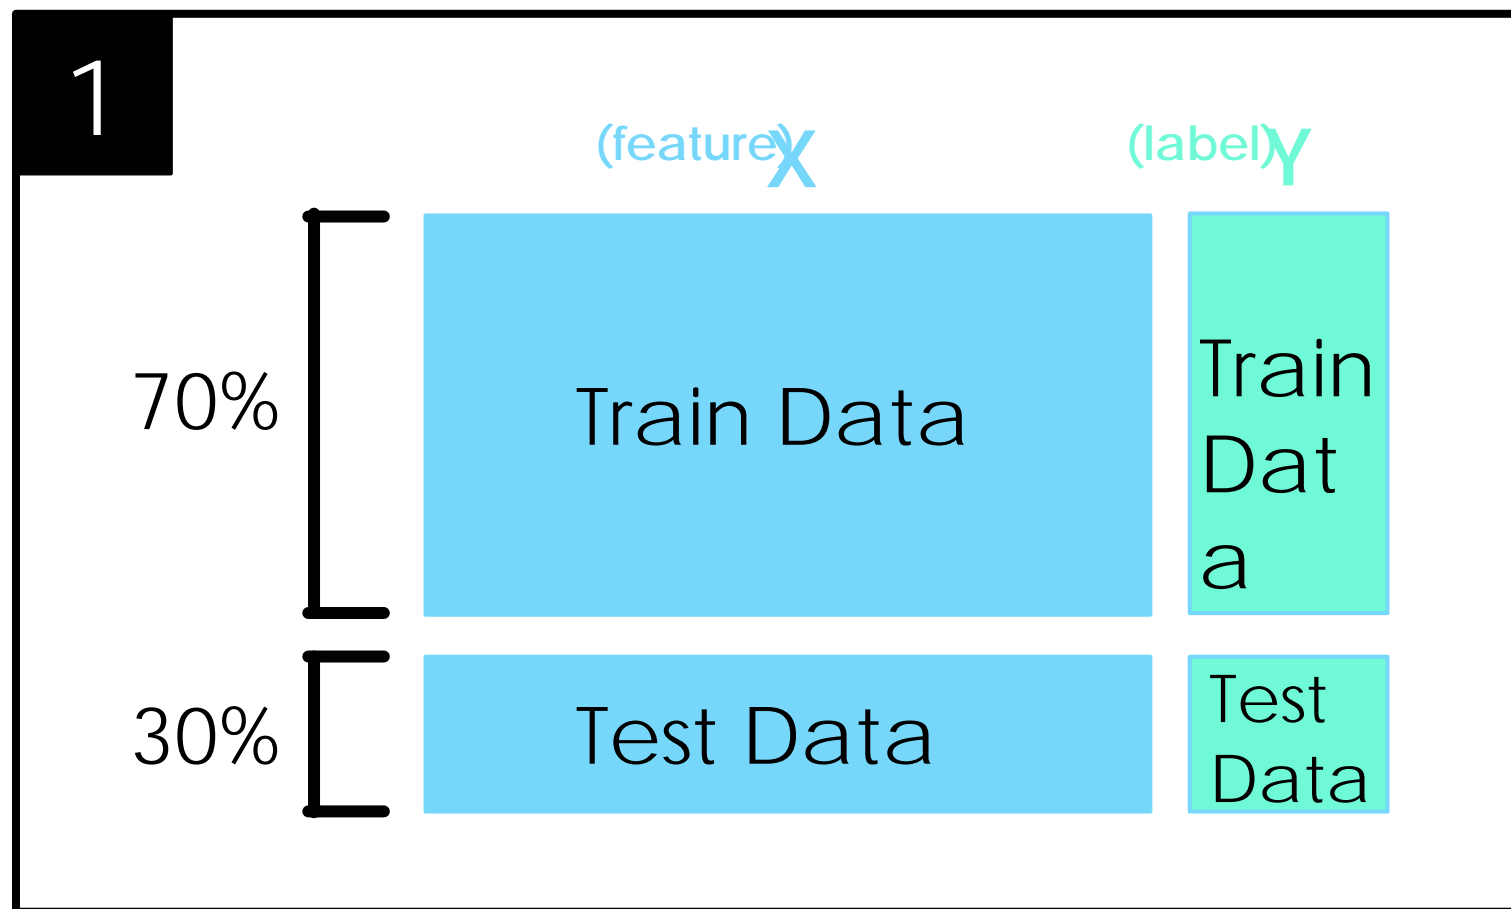 1
(feature)X
(label)Y
70%
Train Data
Train
Dat
a
30%
Test Data
Test
Data